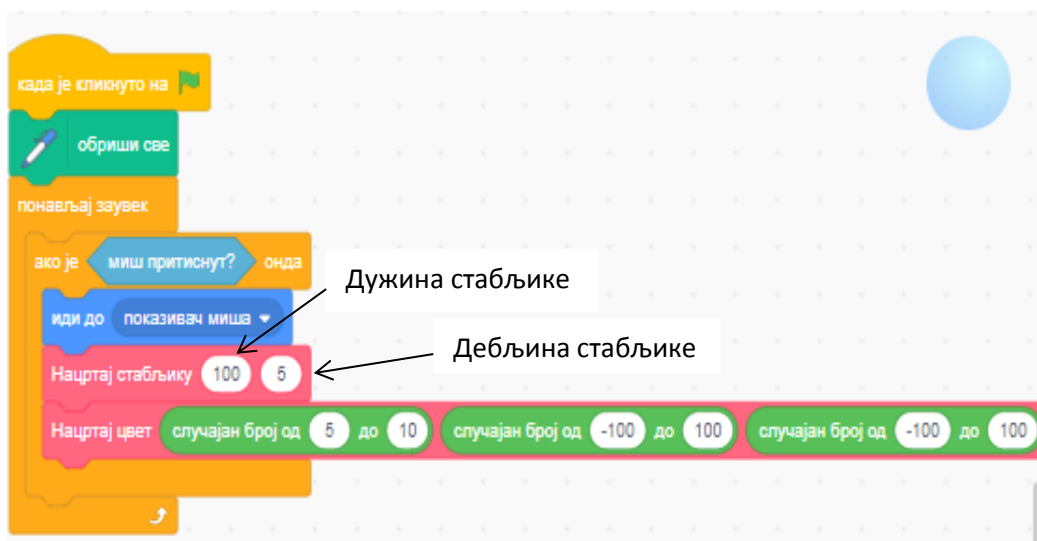 када је кликнуто на
обриши све
понављај заувек
ако је миш притиснут? онда
Дужина стабљике
иди до показивач миша
Дебљина стабљике
Нацртај стабљику 100 5
Нацртај цвет случајан број од 5 до 10 случајан број од -100 до 100 случајан број од -100 до 100